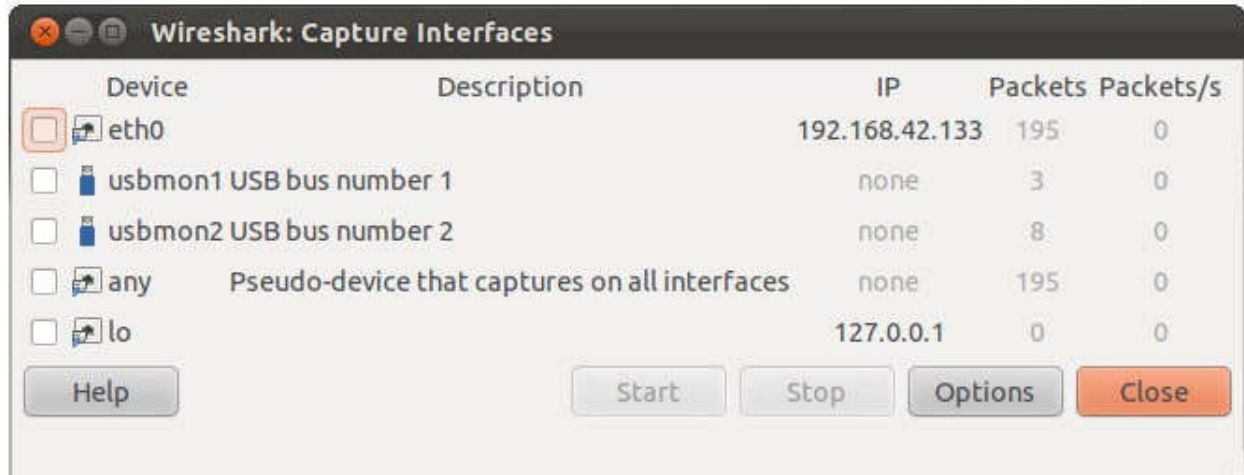 Wireshark: Capture Interfaces
Device Description IP Packets Packets/s
eth0 192.168.42.133 195 0
usbmon1 USB bus number 1 none 3 0
usbmon2 USB bus number 2 none 8 0
any Pseudo-device that captures on all interfaces none 195 0
lo 127.0.0.1 0 0
Help Start Stop Options Close